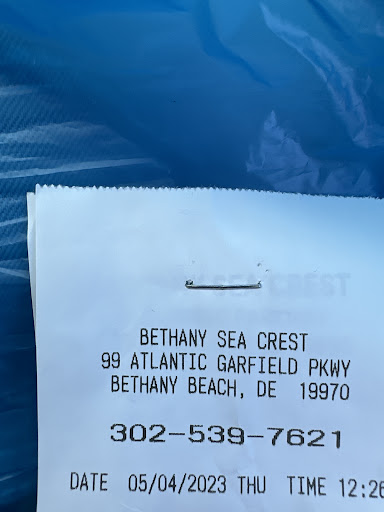 BETHANY SEA CREST
99 ATLANTIC GARFIELD PKWY
BETHANY BEACH, DE 19970
302-539-7621
DATE 05/04/2023 THU TIME 12:26